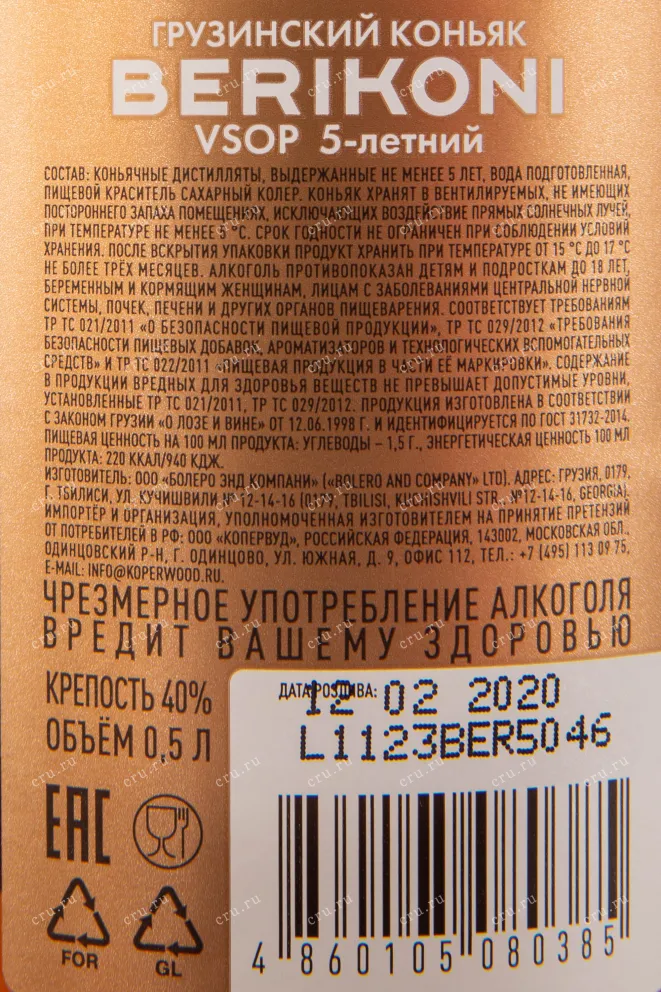 ГРУЗИНСКИЙ КОНЬЯК
BERIKONI
VSOP 5-летний
СОСТАВ: КОНЬЯЧНЫЕ ДИСТИЛЛЯТЫ, ВЫДЕРЖАННЫЕ НЕ МЕНЕЕ 5 ЛЕТ, ВОДА ПОДГОТОВЛЕННАЯ,
ПИЩЕВОЙ КРАСИТЕЛЬ САХАРНЫЙ КОЛЕР. КОНЬЯК ХРАНЯТ В ВЕНТИЛИРУЕМЫХ, НЕ ИМЕЮЩИХ
ПОСТОРОННЕГО ЗАПАХА ПОМЕЩЕНИЯХ, ИСКЛЮЧАЮЩИХ ВОЗДЕЙСТВИЕ ПРЯМЫХ СОЛНЕЧНЫХ ЛУЧЕЙ,
ПРИ ТЕМПЕРАТУРЕ НЕ МЕНЕЕ 5 °С. СРОК ГОДНОСТИ НЕ ОГРАНИЧЕН ПРИ СОБЛЮДЕНИИ УСЛОВИЙ
ХРАНЕНИЯ. ПОСЛЕ ВСКРЫТИЯ УПАКОВКИ ПРОДУКТ ХРАНИТЬ ПРИ ТЕМПЕРАТУРЕ ОТ 15 °С ДО 17 °С
НЕ БОЛЕЕ ТРЁХ МЕСЯЦЕВ. АЛКОГОЛЬ ПРОТИВОПОКАЗАН ДЕТЯМ И ПОДРОСТКАМ ДО 18 ЛЕТ,
БЕРЕМЕННЫМ И КОРМЯЩИМ ЖЕНЩИНАМ, ЛИЦАМ С ЗАБОЛЕВАНИЯМИ ЦЕНТРАЛЬНОЙ НЕРВНОЙ
СИСТЕМЫ, ПОЧЕК, ПЕЧЕНИ И ДРУГИХ ОРГАНОВ ПИЩЕВАРЕНИЯ. СООТВЕТСТВУЕТ ТРЕБОВАНИЯМ
ТР ТС 021/2011 «О БЕЗОПАСНОСТИ ПИЩЕВОЙ ПРОДУКЦИИ», ТР ТС 029/2012 «ТРЕБОВАНИЯ
БЕЗОПАСНОСТИ ПИЩЕВЫХ ДОБАВОК, АРОМАТИЗАТОРОВ И ТЕХНОЛОГИЧЕСКИХ ВСПОМОГАТЕЛЬНЫХ
СРЕДСТВ» И ТР ТС 022/2011 «ПИЩЕВАЯ ПРОДУКЦИЯ В ЧАСТИ ЕЁ МАРКИРОВКИ». СОДЕРЖАНИЕ
В ПРОДУКЦИИ ВРЕДНЫХ ДЛЯ ЗДОРОВЬЯ ВЕЩЕСТВ НЕ ПРЕВЫШАЕТ ДОПУСТИМЫЕ УРОВНИ,
УСТАНОВЛЕННЫЕ ТР ТС 021/2011, ТР ТС 029/2012. ПРОДУКЦИЯ ИЗГОТОВЛЕНА В СООТВЕТСТВИИ
С ЗАКОНОМ ГРУЗИИ «О ЛОЗЕ И ВИНЕ» ОТ 12.06.1998 Г. И ИДЕНТИФИЦИРУЕТСЯ ПО ГОСТ 31732-2014.
ПИЩЕВАЯ ЦЕННОСТЬ НА 100 МЛ ПРОДУКТА: УГЛЕВОДЫ – 1,5 Г., ЭНЕРГЕТИЧЕСКАЯ ЦЕННОСТЬ 100 МЛ
ПРОДУКТА: 220 ККАЛ/940 КДЖ.
ИЗГОТОВИТЕЛЬ: ООО «БОЛЕРО ЭНД КОМПАНИ» («BOLERO AND COMPANY» LTD). АДРЕС: ГРУЗИЯ, 0179,
Г. ТБИЛИСИ, УЛ. КУЧИШВИЛИ №12-14-16 (0179, TBILISI, KUCHISHVILI STR. №12-14-16, GEORGIA).
ИМПОРТЁР И ОРГАНИЗАЦИЯ, УПОЛНОМОЧЕННАЯ ИЗГОТОВИТЕЛЕМ НА ПРИНЯТИЕ ПРЕТЕНЗИЙ
ОТ ПОТРЕБИТЕЛЕЙ В РФ: ООО «КОПЕРВУД», РОССИЙСКАЯ ФЕДЕРАЦИЯ, 143002, МОСКОВСКАЯ ОБЛ.,
ОДИНЦОВСКИЙ Р-Н, Г. ОДИНЦОВО, УЛ. ЮЖНАЯ, Д. 9, ОФИС 112, ТЕЛ.: +7 (495) 113 09 75,
E-MAIL: INFO@KOPERWOOD.RU.
ЧРЕЗМЕРНОЕ УПОТРЕБЛЕНИЕ АЛКОГОЛЯ
ВРЕДИТ ВАШЕМУ ЗДОРОВЬЮ
КРЕПОСТЬ 40%
ОБЪЁМ 0,5 Л
ДАТА РОЗЛИВА:
12 02 2020
L1123BER5046
EAC
FOR
GL
4 860105 080385
cru.ru